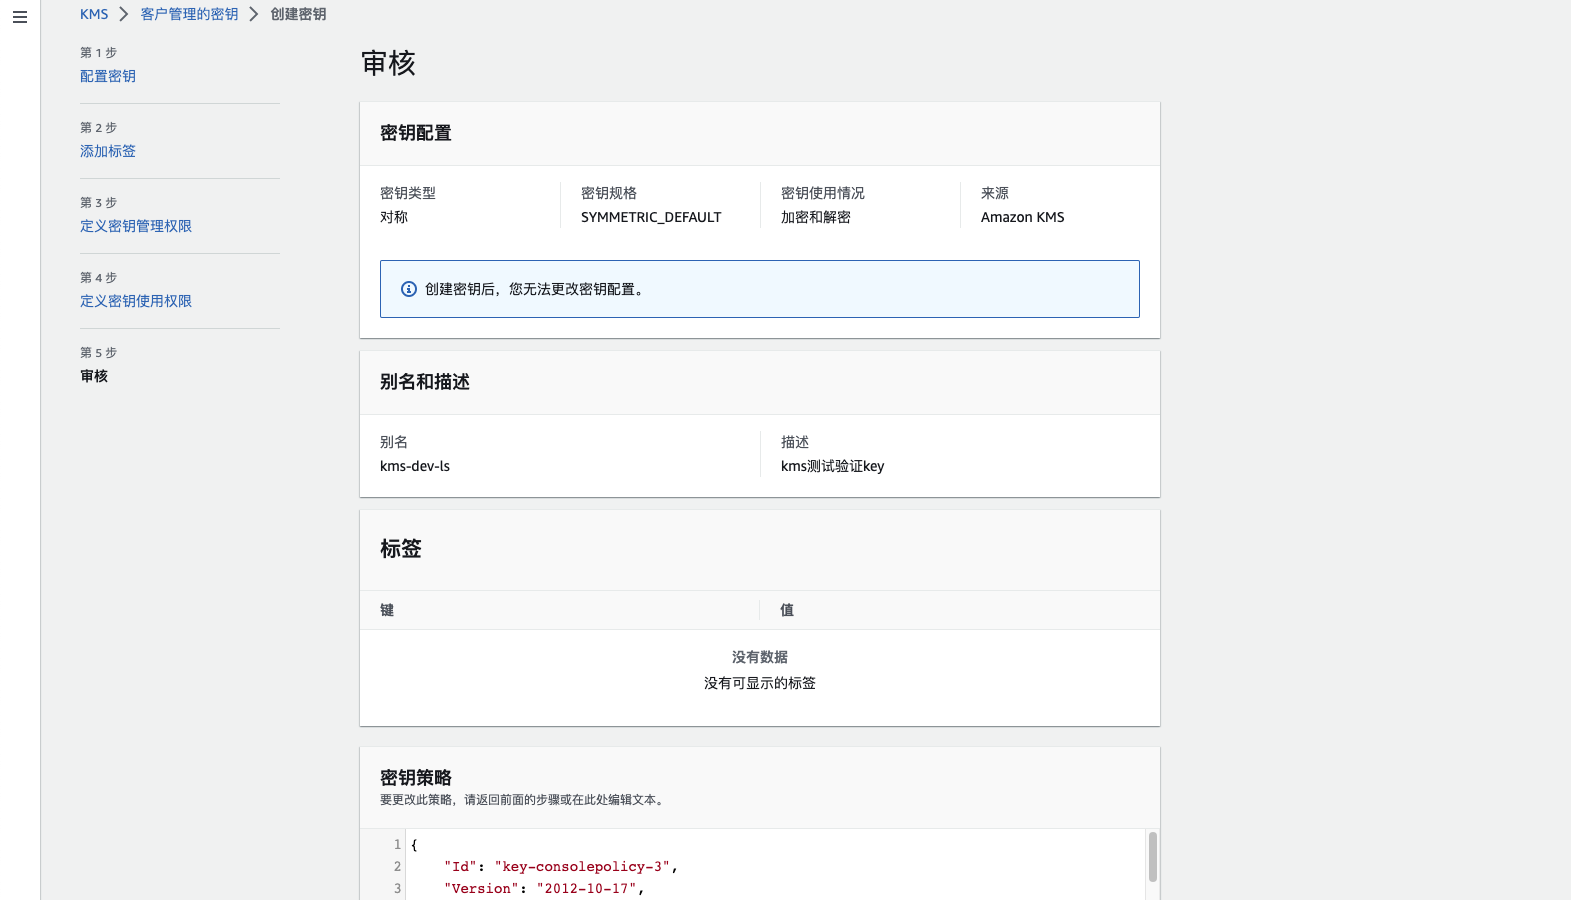 KMS 客户管理的密钥 创建密钥
第 1 步
配置密钥
第 2 步
添加标签
第 3 步
定义密钥管理权限
第 4 步
定义密钥使用权限
第 5 步
审核
审核
密钥配置
密钥类型
对称
密钥规格
SYMMETRIC_DEFAULT
密钥使用情况
加密和解密
来源
Amazon KMS
创建密钥后，您无法更改密钥配置。
别名和描述
别名
kms-dev-ls
描述
kms测试验证key
标签
键 值
没有数据
没有可显示的标签
密钥策略
要更改此策略，请返回前面的步骤或在此处编辑文本。
1 {
2 "Id": "key-consolepolicy-3",
3 "Version": "2012-10-17",